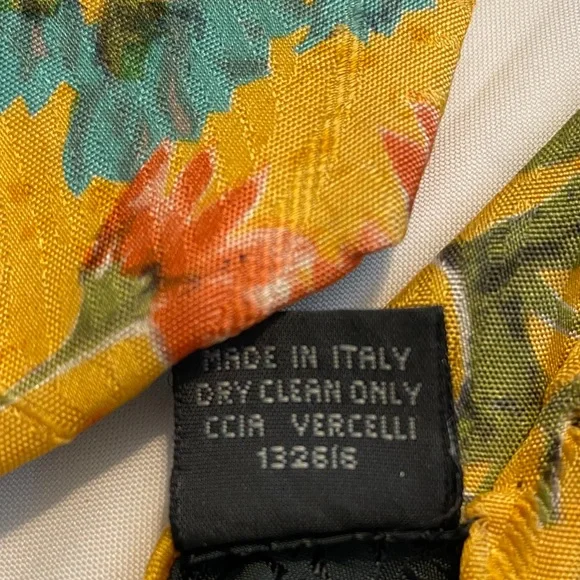 MADE IN ITALY
DRY CLEAN ONLY
CCIA VERCELLI
132616